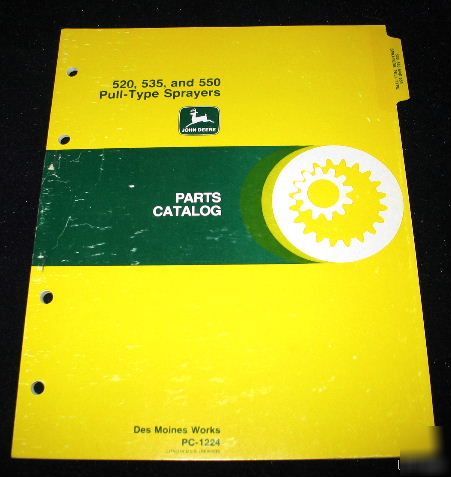 520, 535, and 550
Pull-Type Sprayers
JOHN DEERE
PARTS
CATALOG
Des Moines Works
PC-1224